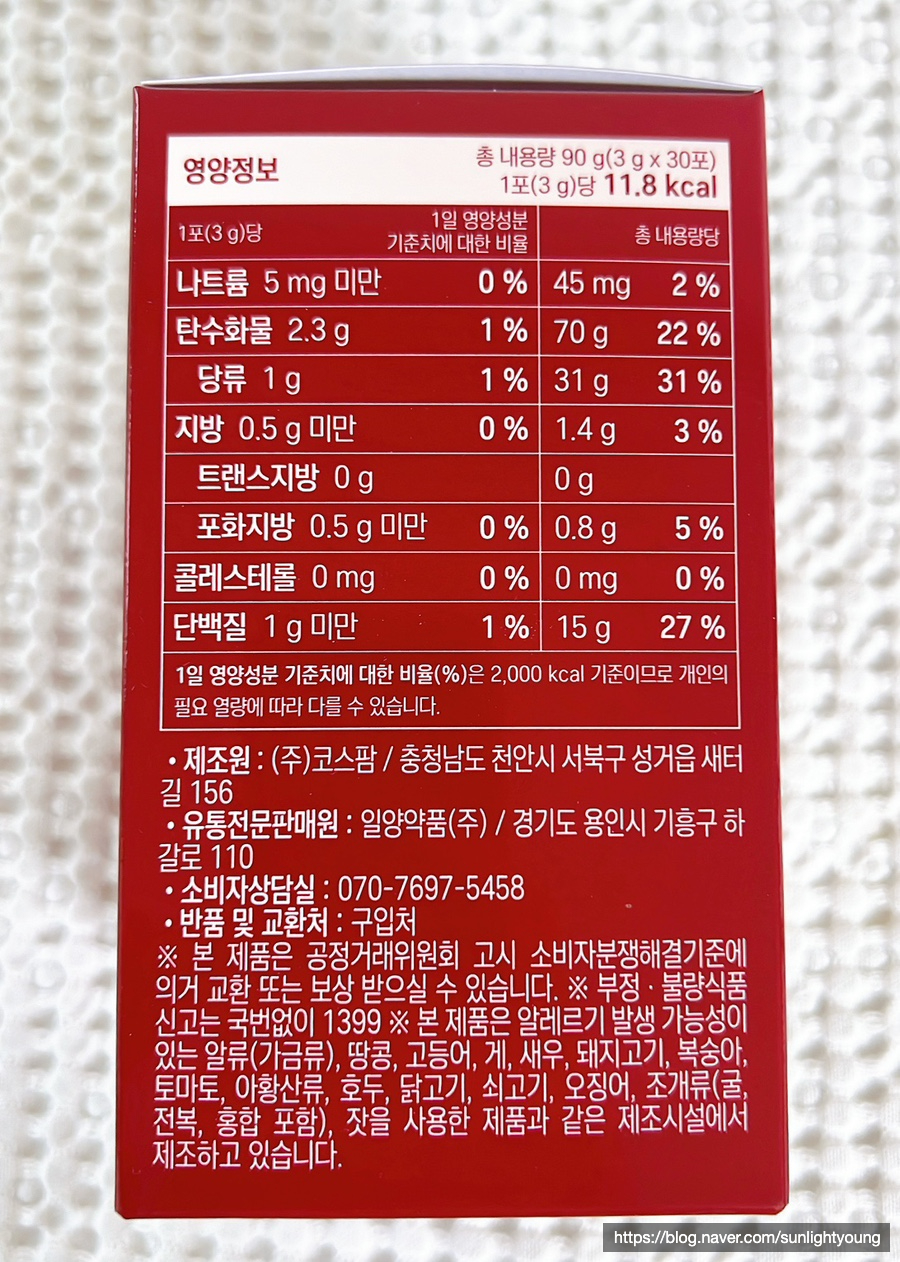 영양정보
총 내용량 90 g(3 g x 30포)
1포(3 g)당 11.8 kcal
1포(3 g)당 1일 영양성분 기준치에 대한 비율 총 내용량당
나트륨 5 mg 미만 0 % 45 mg 2 %
탄수화물 2.3 g 1 % 70 g 22 %
당류 1 g 1 % 31 g 31 %
지방 0.5 g 미만 0 % 1.4 g 3 %
트랜스지방 0 g 0 g
포화지방 0.5 g 미만 0 % 0.8 g 5 %
콜레스테롤 0 mg 0 % 0 mg 0 %
단백질 1 g 미만 1 % 15 g 27 %
1일 영양성분 기준치에 대한 비율(%)은 2,000 kcal 기준이므로 개인의
필요 열량에 따라 다를 수 있습니다.
• 제조원 : (주)코스팜 / 충청남도 천안시 서북구 성거읍 새터
길 156
• 유통전문판매원 : 일양약품(주) / 경기도 용인시 기흥구 하
갈로 110
• 소비자상담실 : 070-7697-5458
• 반품 및 교환처 : 구입처
※ 본 제품은 공정거래위원회 고시 소비자분쟁해결기준에
의거 교환 또는 보상 받으실 수 있습니다. ※ 부정 · 불량식품
신고는 국번없이 1399 ※ 본 제품은 알레르기 발생 가능성이
있는 알류(가금류), 땅콩, 고등어, 게, 새우, 돼지고기, 복숭아,
토마토, 아황산류, 호두, 닭고기, 쇠고기, 오징어, 조개류(굴,
전복, 홍합 포함), 잣을 사용한 제품과 같은 제조시설에서
제조하고 있습니다.
https://blog.naver.com/sunlightyoung